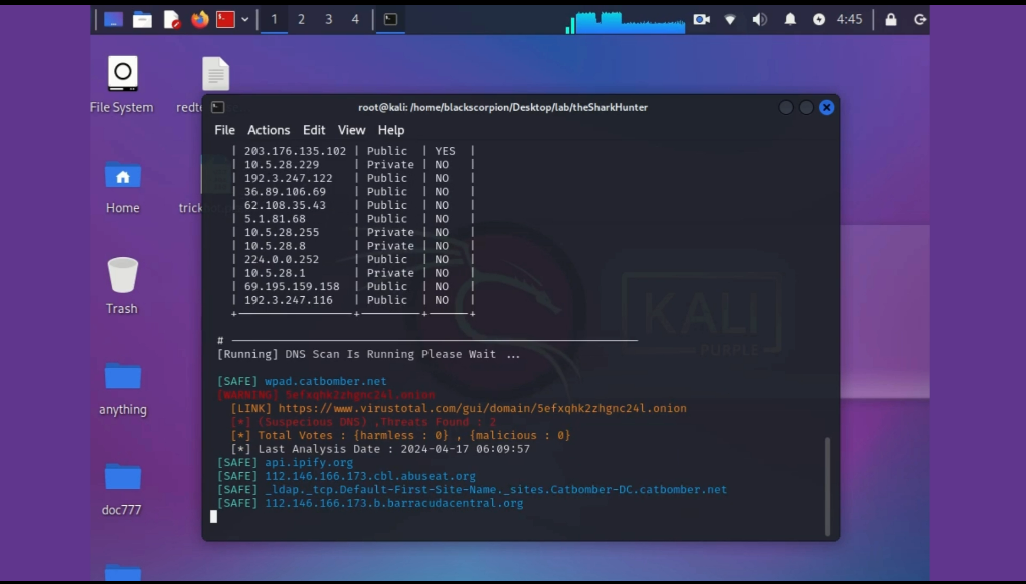 1 2 3 4
4:45
File System
redte
Home
trick
Trash
anything
doc777
root@kali: /home/blackscorpion/Desktop/lab/theSharkHunter
File Actions Edit View Help
| 203.176.135.102 | Public | YES |
| 10.5.28.229 | Private | NO |
| 192.3.247.122 | Public | NO |
| 36.89.106.69 | Public | NO |
| 62.108.35.43 | Public | NO |
| 5.1.81.68 | Public | NO |
| 10.5.28.255 | Private | NO |
| 10.5.28.8 | Private | NO |
| 224.0.0.252 | Public | NO |
| 10.5.28.1 | Private | NO |
| 69.195.159.158 | Public | NO |
| 192.3.247.116 | Public | NO |
#
[Running] DNS Scan Is Running Please Wait ...
[SAFE] wpad.catbomber.net
[WARNING] 5efxqhk2zhgnc24l.onion
[LINK] https://www.virustotal.com/gui/domain/5efxqhk2zhgnc24l.onion
[*] (Suspecious DNS) ,Threats Found : 2
[*] Total Votes : {harmless : 0} , {malicious : 0}
[*] Last Analysis Date : 2024-04-17 06:09:57
[SAFE] api.ipify.org
[SAFE] 112.146.166.173.cbl.abuseat.org
[SAFE] _ldap._tcp.Default-First-Site-Name._sites.Catbomber-DC.catbomber.net
[SAFE] 112.146.166.173.b.barracudacentral.org
KALI
PURPLE